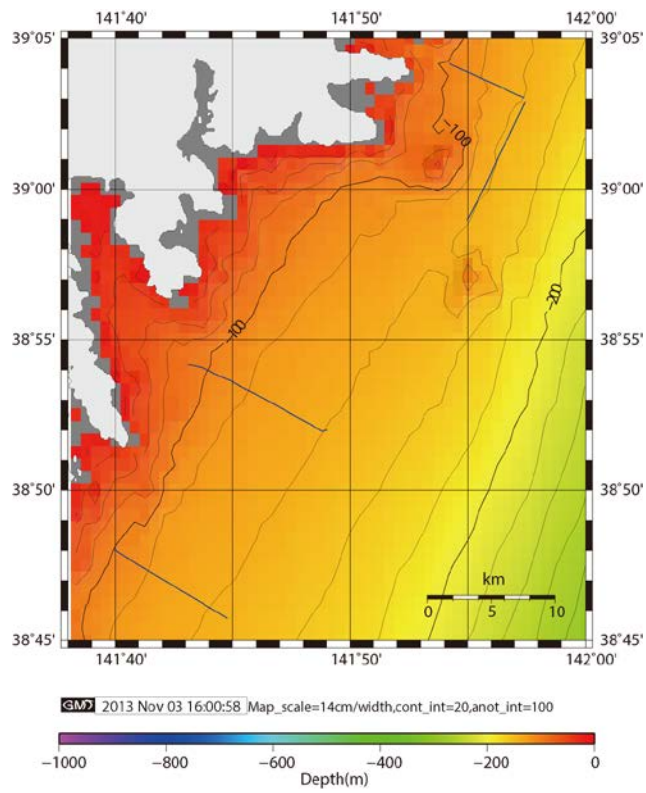 141°40' 141°50' 142°00'
39°05' 39°05'
−100
39°00' 39°00'
−200
38°55' −100 38°55'
38°50' 38°50'
km
0 5 10
38°45' 38°45'
141°40' 141°50' 142°00'
GMT 2013 Nov 03 16:00:58 Map_scale=14cm/width,cont_int=20,anot_int=100
−1000 −800 −600 −400 −200 0
Depth(m)